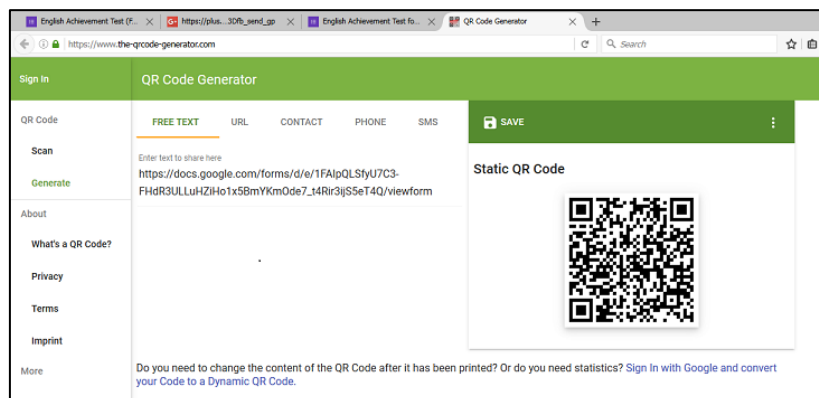 English Achievement Test (F...
https://plus...3Dfb_send_gp
English Achievement Test fo...
QR Code Generator
https://www.the-qrcode-generator.com
Search
Sign In
QR Code Generator
QR Code
Scan
Generate
About
What's a QR Code?
Privacy
Terms
Imprint
More
FREE TEXT
URL
CONTACT
PHONE
SMS
Enter text to share here
https://docs.google.com/forms/d/e/1FAIpQLSfyU7C3-
FHdR3ULLuHZiHo1x5BmYKmOde7_t4Rir3ijS5eT4Q/viewform
SAVE
Static QR Code
Do you need to change the content of the QR Code after it has been printed? Or do you need statistics? Sign In with Google and convert
your Code to a Dynamic QR Code.